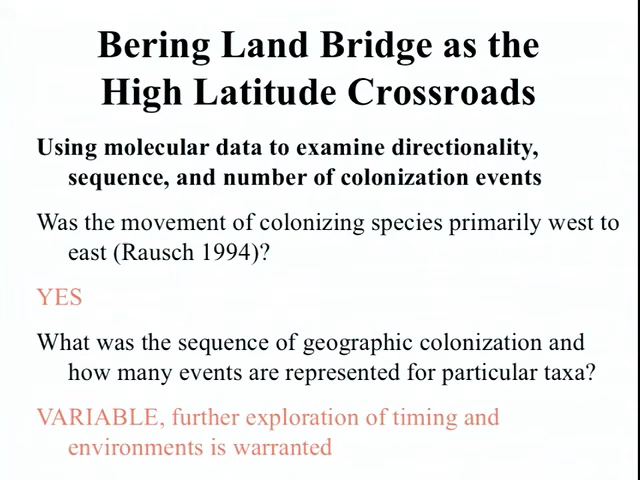 Bering Land Bridge as the
High Latitude Crossroads
Using molecular data to examine directionality,
sequence, and number of colonization events
Was the movement of colonizing species primarily west to
east (Rausch 1994)?
YES
What was the sequence of geographic colonization and
how many events are represented for particular taxa?
VARIABLE, further exploration of timing and
environments is warranted